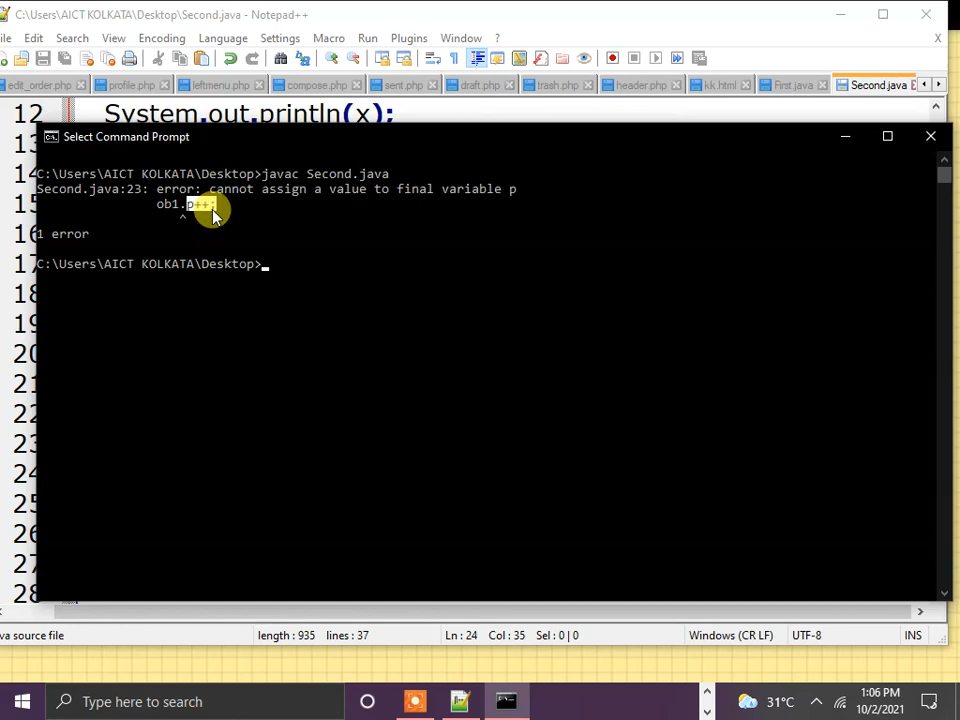 C:\Users\AICT KOLKATA\Desktop\Second.java - Notepad++
Edit Search View Encoding Language Settings Macro Run Plugins Window ? X
edit_order.php profile.php leftmenu.php compose.php sent.php draft.php trash.php header.php kk.html First.java Second.java
12 System.out.println(x);
13
Select Command Prompt
C:\Users\AICT KOLKATA\Desktop>javac Second.java
Second.java:23: error: cannot assign a value to final variable p
ob1.p++;
^
1 error
C:\Users\AICT KOLKATA\Desktop>_
14
15
16
17
18
19
20
21
22
23
24
25
26
27
28
va source file length : 935 lines : 37 Ln : 24 Col : 35 Sel : 0 | 0 Windows (CR LF) UTF-8 INS
Type here to search
31°C
1:06 PM
10/2/2021